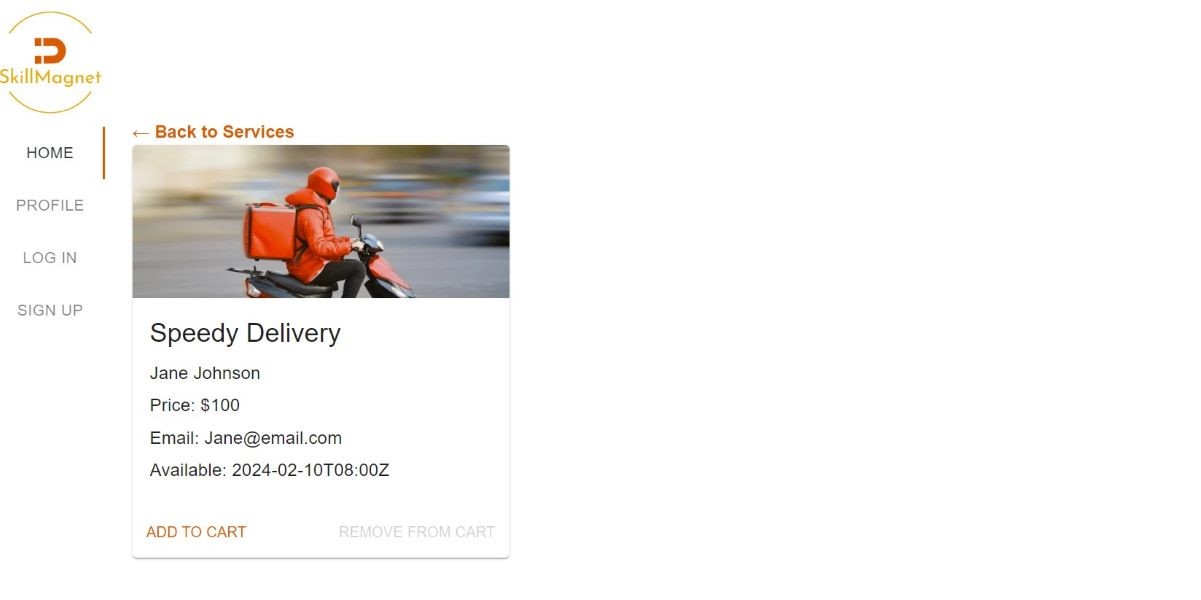 SkillMagnet
HOME
PROFILE
LOG IN
SIGN UP
← Back to Services
Speedy Delivery
Jane Johnson
Price: $100
Email: Jane@email.com
Available: 2024-02-10T08:00Z
ADD TO CART
REMOVE FROM CART